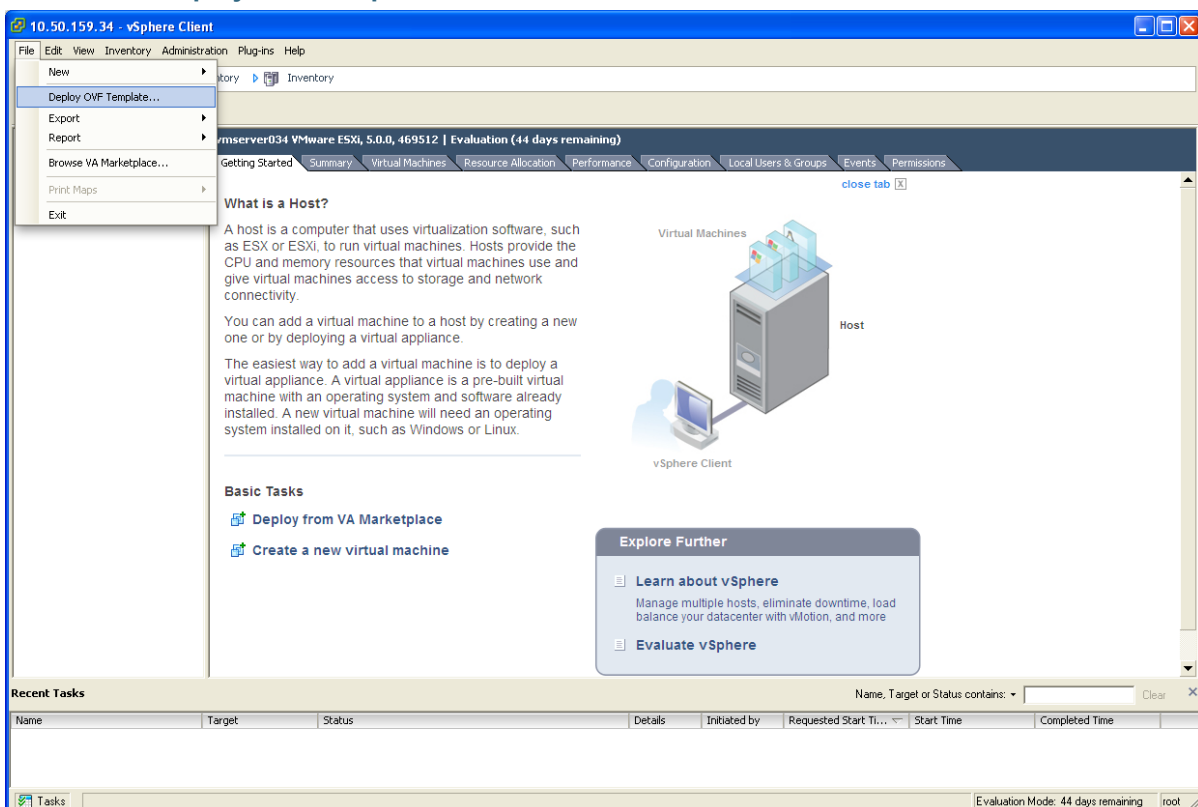 10.50.159.34 - vSphere Client
File Edit View Inventory Administration Plug-ins Help
New
Inventory
Deploy OVF Template...
Export
Report
Browse VA Marketplace...
Print Maps
Exit
vmserver034 VMware ESXi, 5.0.0, 469512 | Evaluation (44 days remaining)
Getting Started Summary Virtual Machines Resource Allocation Performance Configuration Local Users & Groups Events Permissions
close tab X
What is a Host?
A host is a computer that uses virtualization software, such
as ESX or ESXi, to run virtual machines. Hosts provide the
CPU and memory resources that virtual machines use and
give virtual machines access to storage and network
connectivity.
You can add a virtual machine to a host by creating a new
one or by deploying a virtual appliance.
The easiest way to add a virtual machine is to deploy a
virtual appliance. A virtual appliance is a pre-built virtual
machine with an operating system and software already
installed. A new virtual machine will need an operating
system installed on it, such as Windows or Linux.
Virtual Machines
Host
vSphere Client
Basic Tasks
Deploy from VA Marketplace
Create a new virtual machine
Explore Further
Learn about vSphere
Manage multiple hosts, eliminate downtime, load
balance your datacenter with vMotion, and more
Evaluate vSphere
Recent Tasks
Name, Target or Status contains:
Clear
Name Target Status Details Initiated by Requested Start Ti... Start Time Completed Time
Tasks
Evaluation Mode: 44 days remaining root